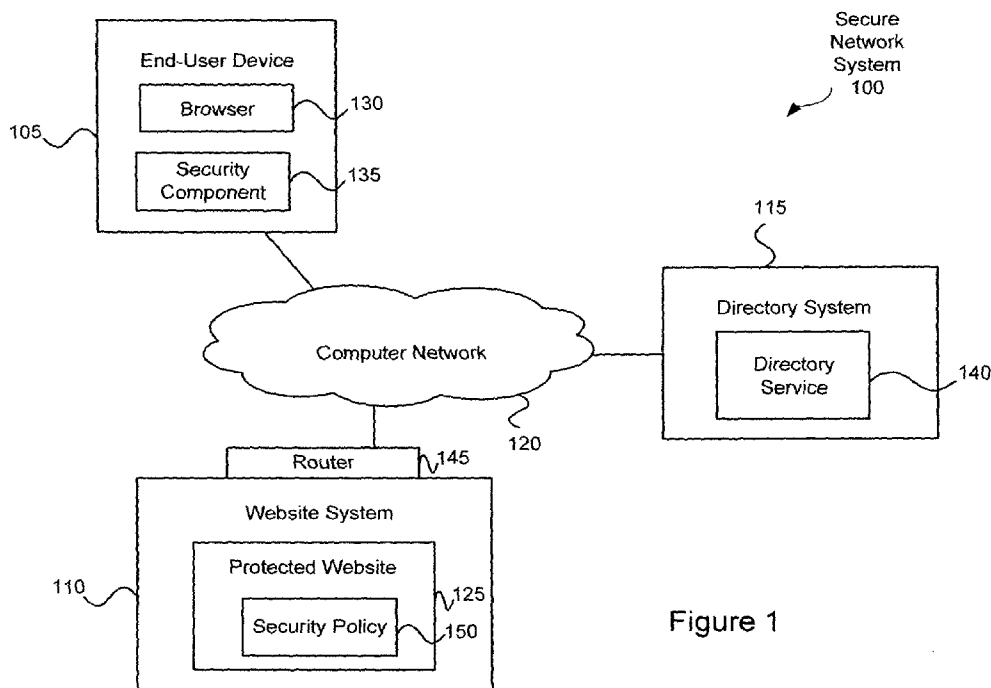 Secure
Network
System
100
End-User Device
Browser
130
105
Security
Component
135
115
Directory System
Computer Network
Directory
Service
140
120
Router
145
Website System
Protected Website
110
125
Security Policy
150
Figure 1